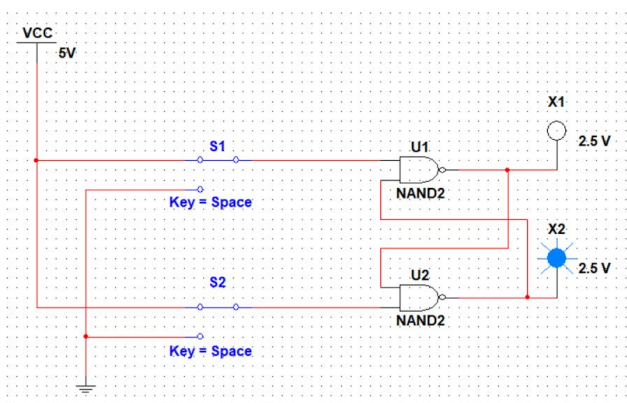 VCC
5V
X1
2.5 V
S1
U1
NAND2
Key = Space
X2
2.5 V
S2
U2
NAND2
Key = Space